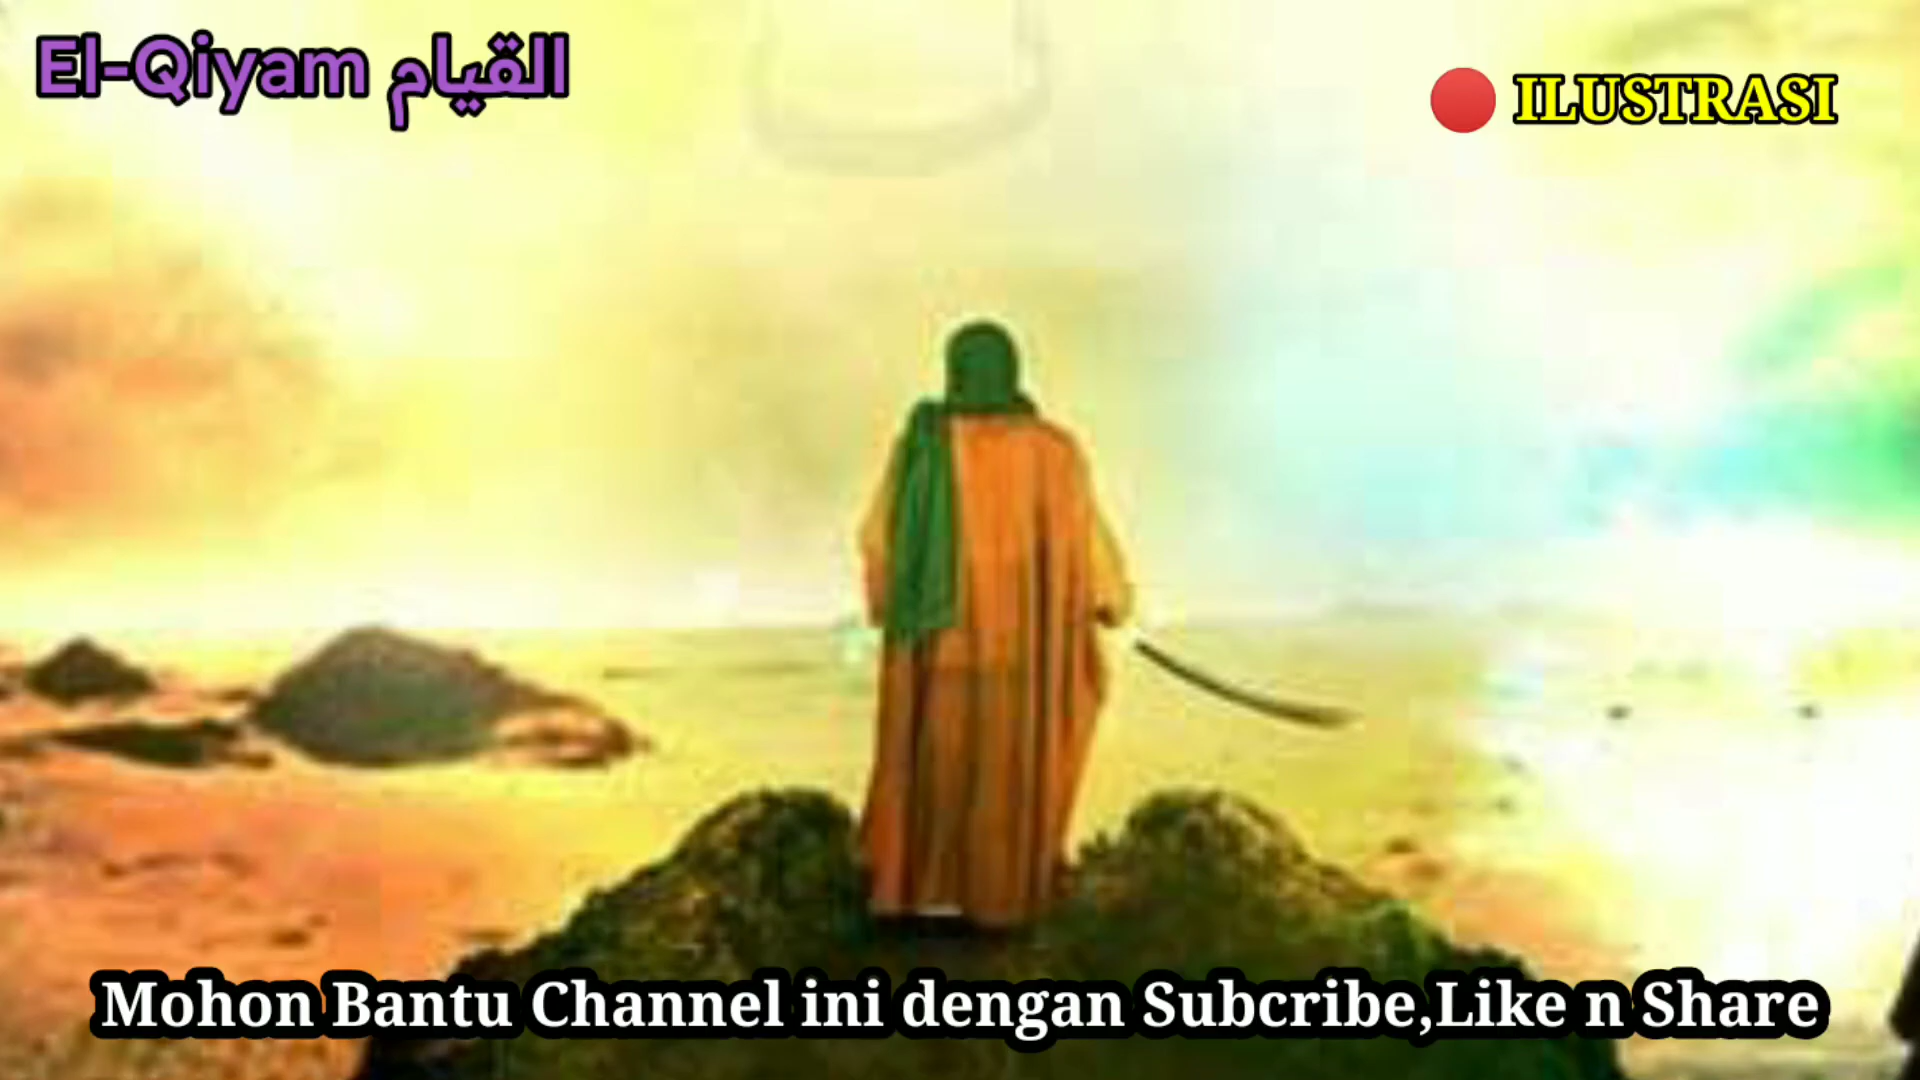 El-Qiyam القيام
ILUSTRASI
Mohon Bantu Channel ini dengan Subcribe,Like n Share